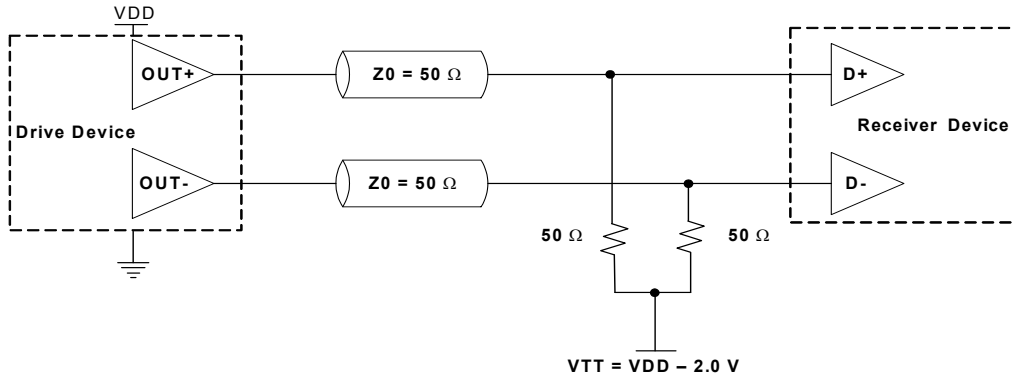 VDD
OUT+
Z0 = 50 Ω
D+
Drive Device
Receiver Device
OUT-
Z0 = 50 Ω
D-
50 Ω
50 Ω
VTT = VDD – 2.0 V